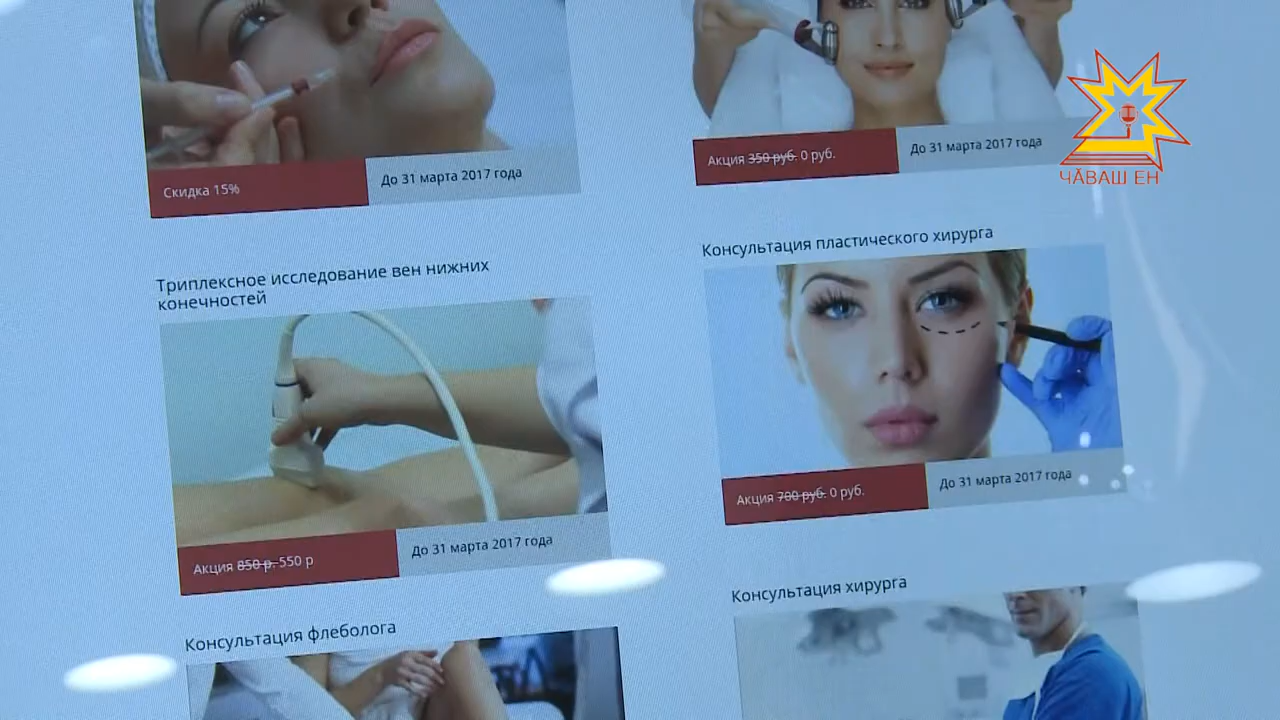 Скидка 15%
До 31 марта 2017 года
Триплексное исследование вен нижних
конечностей
Акция 850 р. 550 р
До 31 марта 2017 года
Консультация флеболога
Акция 350 руб. 0 руб.
До 31 марта 2017 года
Консультация пластического хирурга
Акция 700 руб. 0 руб.
До 31 марта 2017 года
Консультация хирурга
ЧӐВАШ ЕН